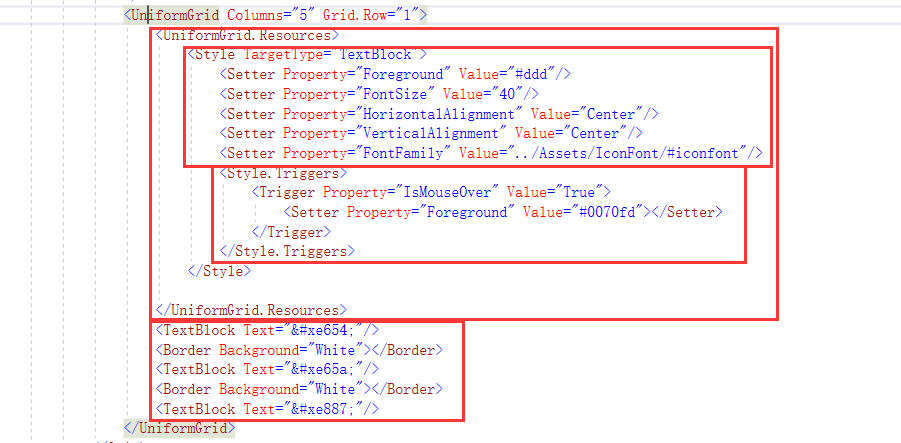 <UniformGrid Columns="5" Grid.Row="1">
<UniformGrid.Resources>
<Style TargetType="TextBlock">
<Setter Property="Foreground" Value="#ddd"/>
<Setter Property="FontSize" Value="40"/>
<Setter Property="HorizontalAlignment" Value="Center"/>
<Setter Property="VerticalAlignment" Value="Center"/>
<Setter Property="FontFamily" Value="../Assets/IconFont/#iconfont"/>
<Style.Triggers>
<Trigger Property="IsMouseOver" Value="True">
<Setter Property="Foreground" Value="#0070fd"></Setter>
</Trigger>
</Style.Triggers>
</Style>
</UniformGrid.Resources>
<TextBlock Text="&#xe654;"/>
<Border Background="White"></Border>
<TextBlock Text="&#xe65a;"/>
<Border Background="White"></Border>
<TextBlock Text="&#xe887;"/>
</UniformGrid>